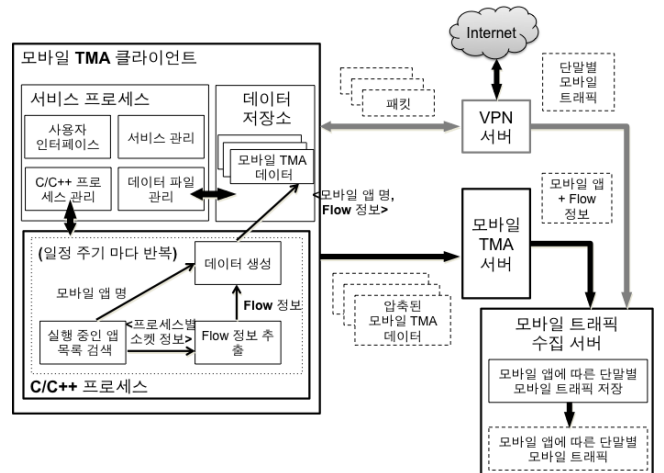 Internet
모바일 TMA 클라이언트
서비스 프로세스
사용자
인터페이스
서비스 관리
C/C++ 프로
세스 관리
데이터 파일
관리
데이터
저장소
모바일 TMA
데이터
패킷
VPN
서버
단말별
모바일
트래픽
<모바일 앱 명,
Flow 정보>
(일정 주기 마다 반복)
데이터 생성
모바일 앱 명
<프로세스별
소켓 정보>
Flow 정보
실행 중인 앱
목록 검색
Flow 정보 추
출
C/C++ 프로세스
모바일
TMA
서버
모바일 앱
+ Flow
정보
압축된
모바일 TMA
데이터
모바일 트래픽
수집 서버
모바일 앱에 따른 단말별
모바일 트래픽 저장
모바일 앱에 따른 단말별
모바일 트래픽